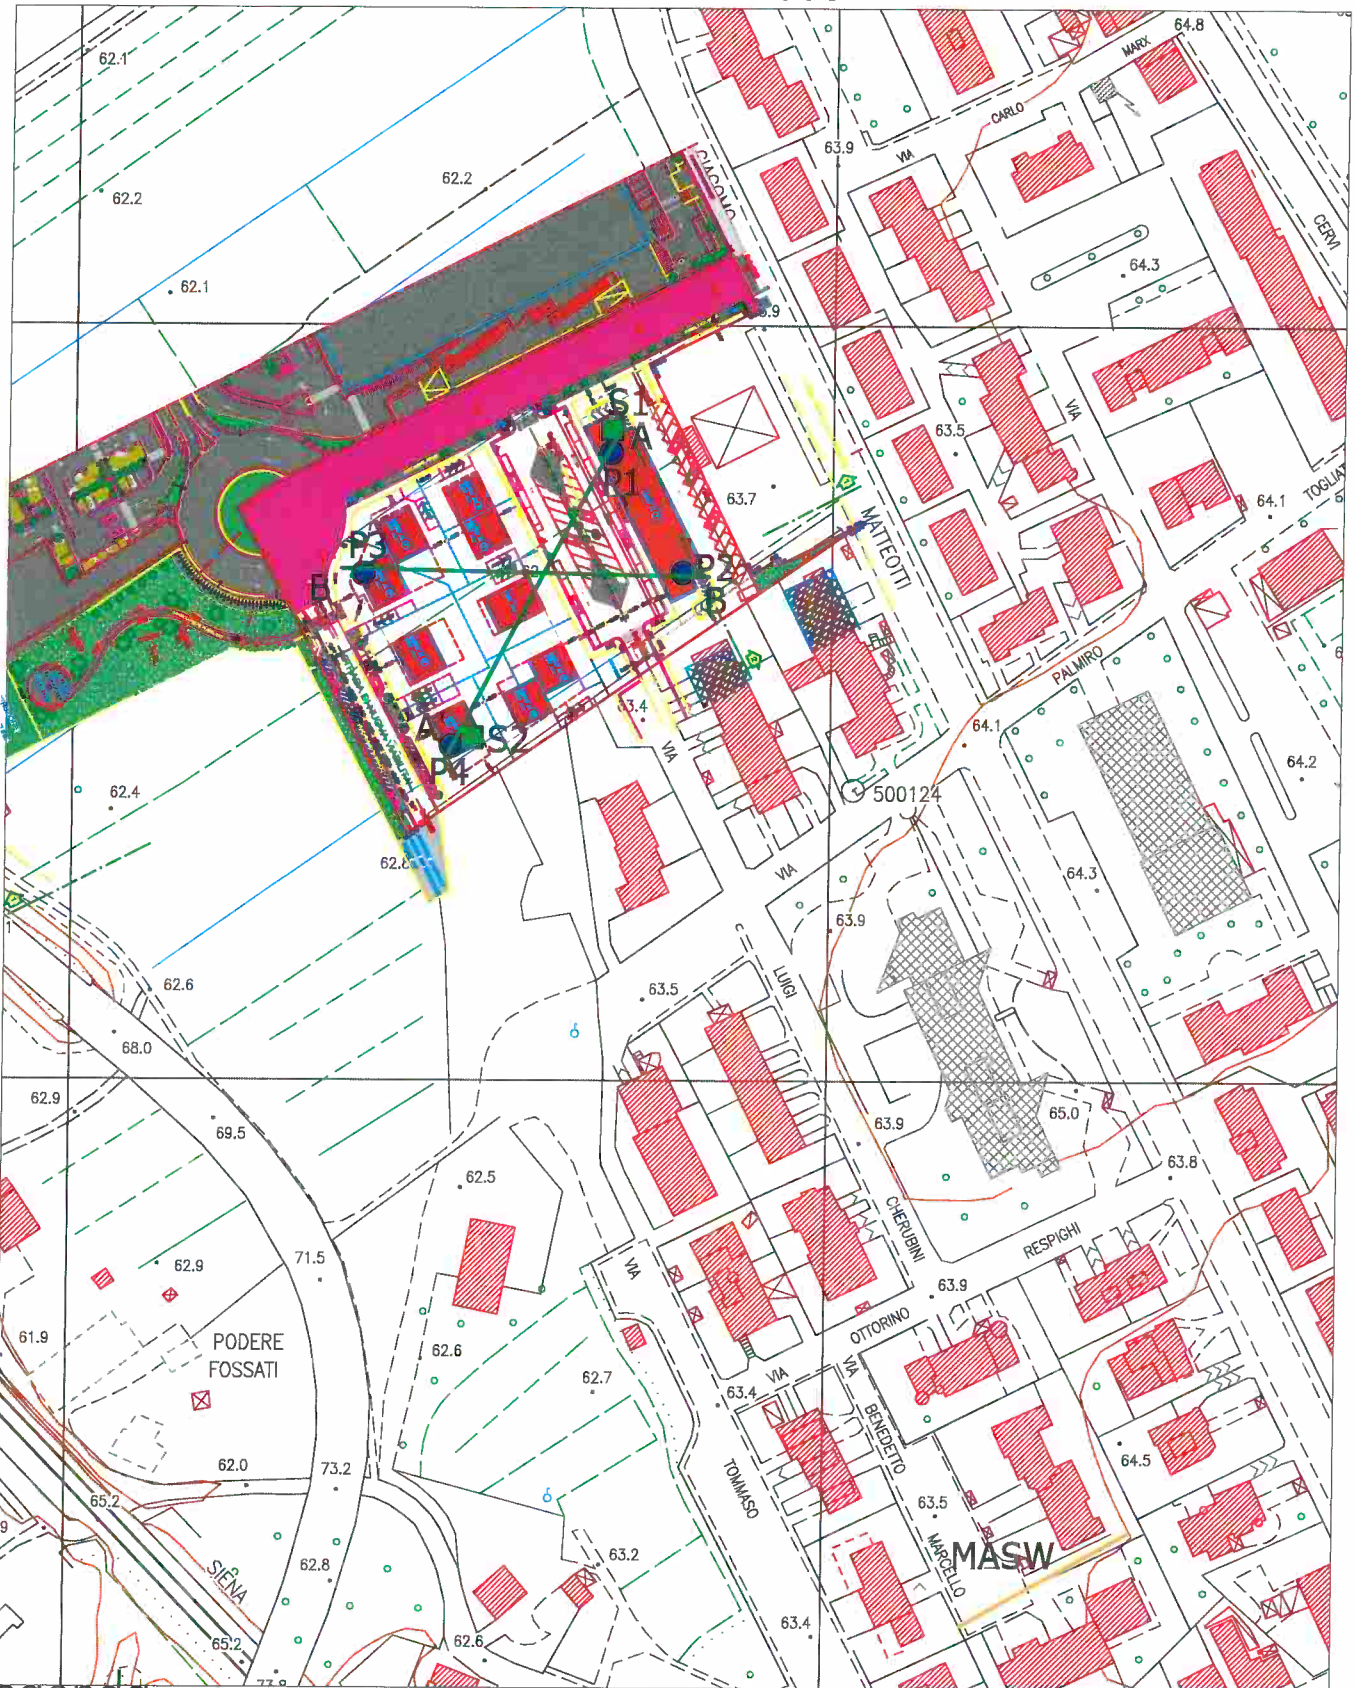 64.8
MARX
62.1
CARLO
63.9
VIA
62.2
62.2
GIACOMO
CERVI
64.3
62.1
S1
A
VIA
63.5
P1
63.7
64.1
MATTEOTTI
P3
P2
B
B
PALMIRO
63.4
64.1
A
S2
VIA
P4
64.2
62.4
500124
62.8
VIA
64.3
63.9
LUIGI
62.6
63.5
68.0
62.9
65.0
69.5
63.9
63.8
62.5
CHERUBINI
RESPIGHI
71.5
VIA
62.9
63.9
61.9
OTTORINO
PODERE
FOSSATI
62.6
VIA
VIA
62.7
63.4
BENEDETTO
62.0
73.2
64.5
TOMMASO
65.2
63.5
MARCELLO
MASW
63.2
SIENA
62.8
65.2
62.6
63.4